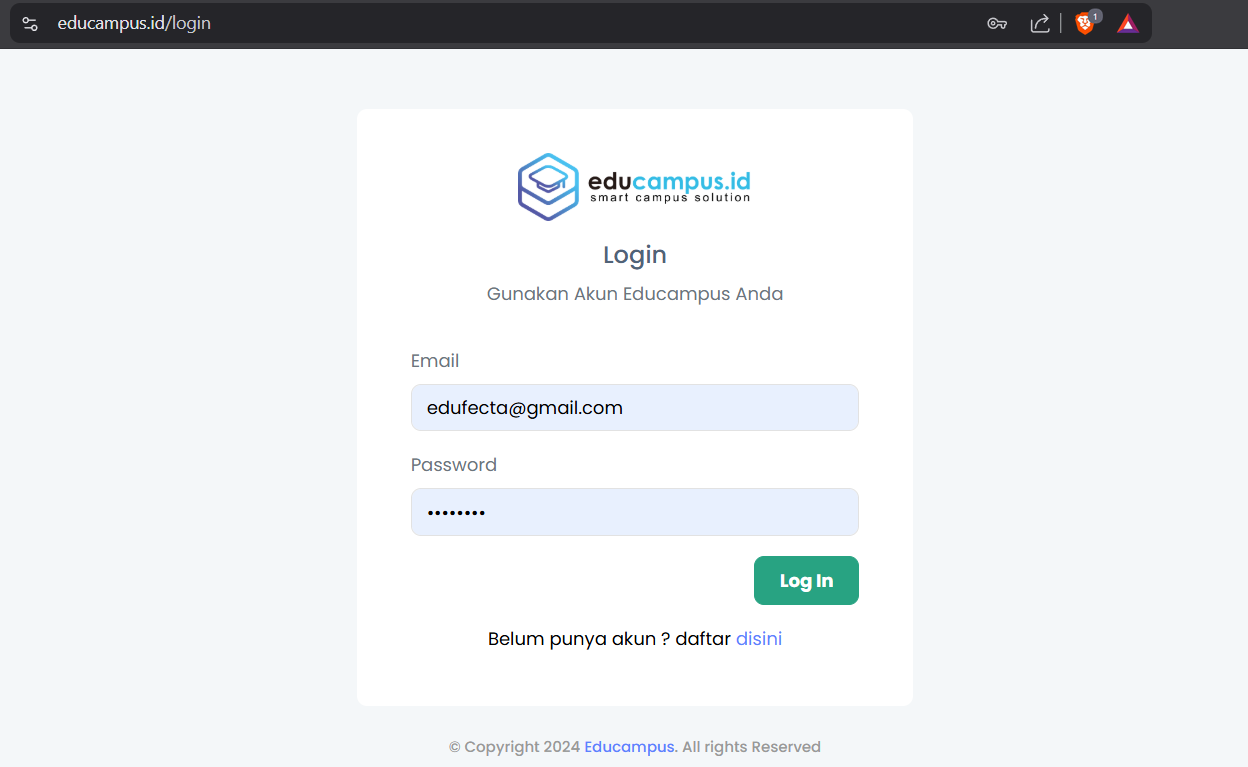 educampus.id/login
1
educampus.id
smart campus solution
Login
Gunakan Akun Educampus Anda
Email
edufecta@gmail.com
Password
••••••••
Log In
Belum punya akun ? daftar disini
© Copyright 2024 Educampus. All rights Reserved